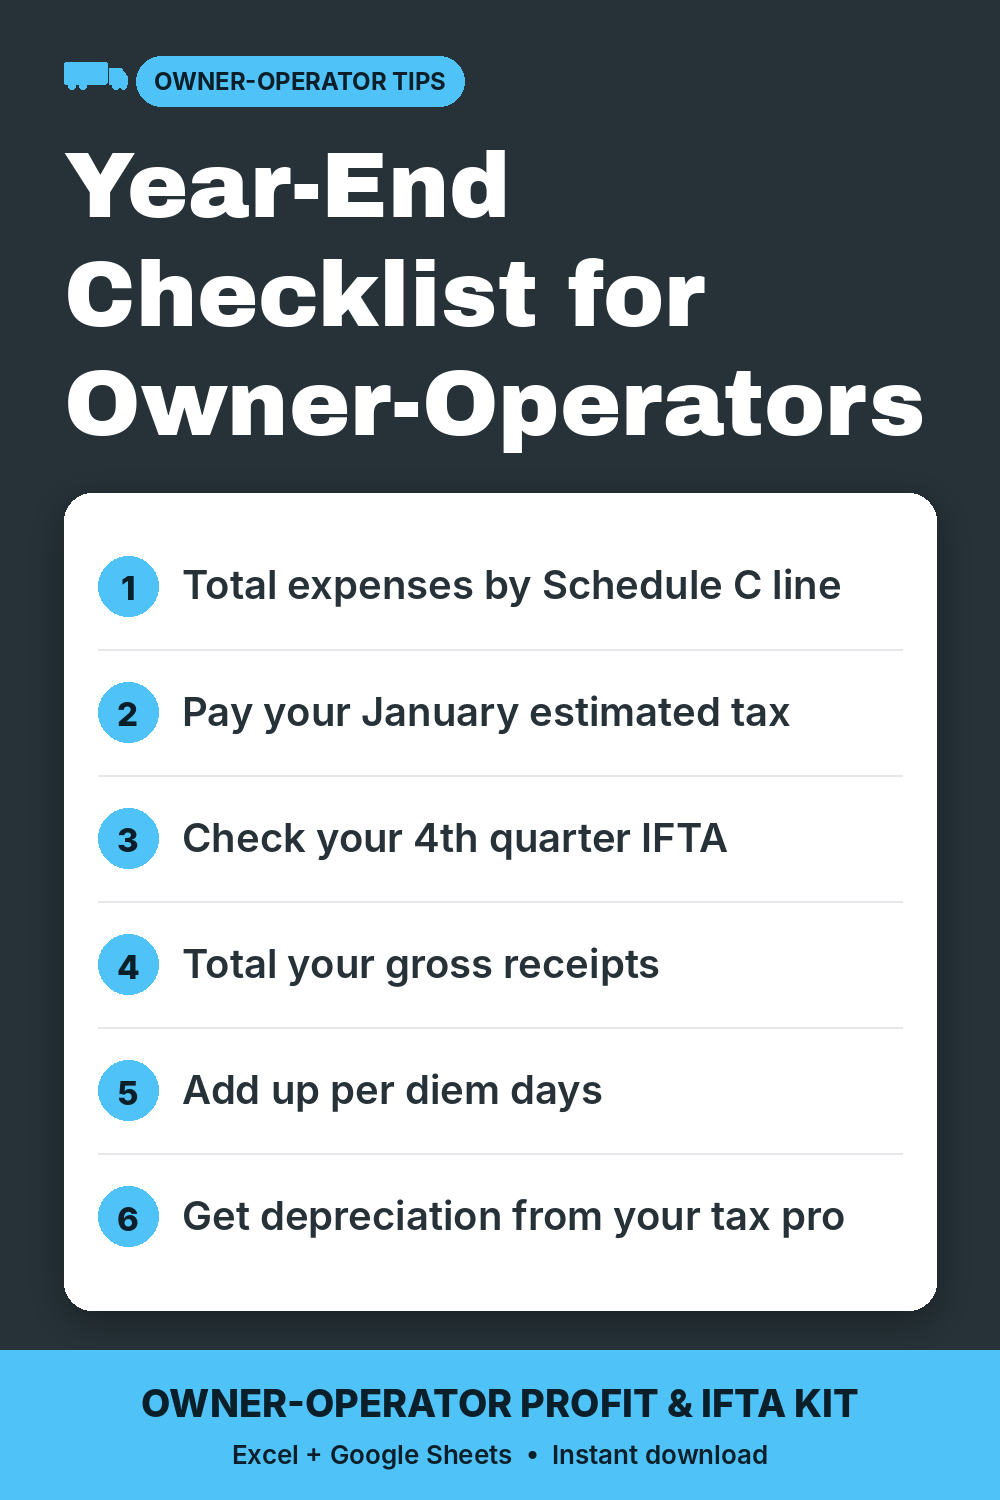 OWNER-OPERATOR TIPS
Year-End
Checklist for
Owner-Operators
1 Total expenses by Schedule C line
2 Pay your January estimated tax
3 Check your 4th quarter IFTA
4 Total your gross receipts
5 Add up per diem days
6 Get depreciation from your tax pro
OWNER-OPERATOR PROFIT & IFTA KIT
Excel + Google Sheets • Instant download